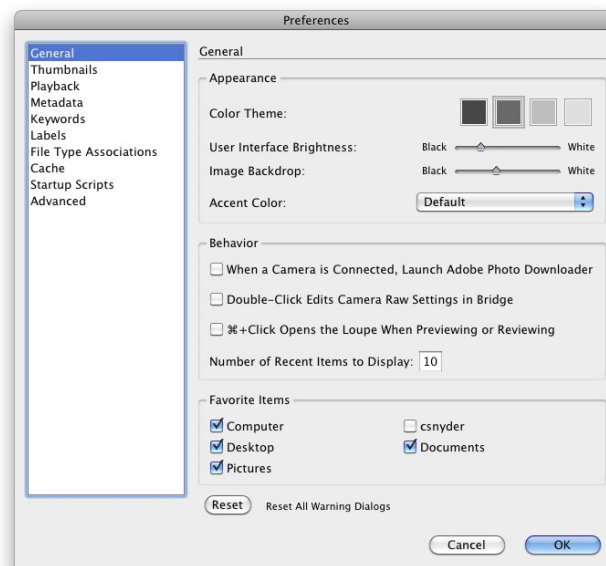 Preferences
General
Thumbnails
Playback
Metadata
Keywords
Labels
File Type Associations
Cache
Startup Scripts
Advanced
General
Appearance
Color Theme:
User Interface Brightness: Black White
Image Backdrop: Black White
Accent Color: Default
Behavior
When a Camera is Connected, Launch Adobe Photo Downloader
Double-Click Edits Camera Raw Settings in Bridge
⌘+Click Opens the Loupe When Previewing or Reviewing
Number of Recent Items to Display: 10
Favorite Items
Computer csnyder
Desktop Documents
Pictures
Reset Reset All Warning Dialogs
Cancel OK